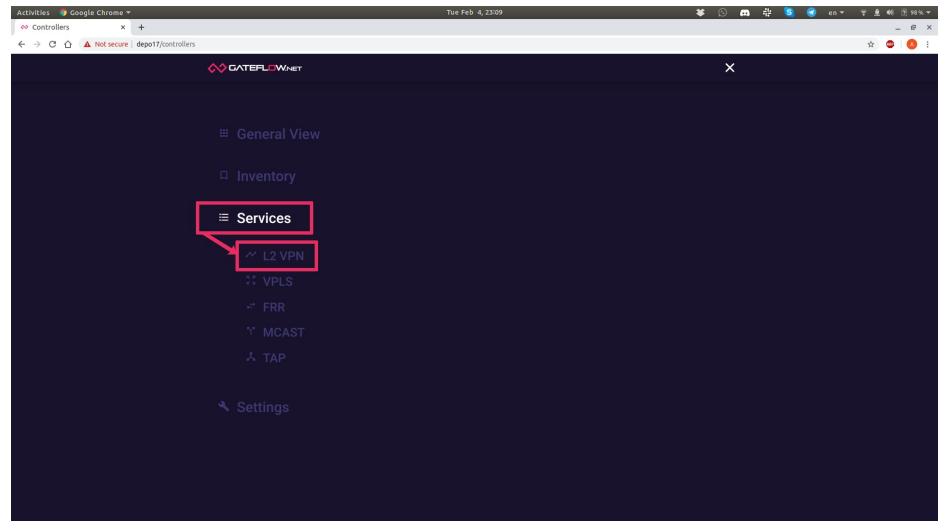 Activities Google Chrome Tue Feb 4, 23:09 en 98 %
Controllers
Not secure depo17/controllers
GATEFLOW.NET
General View
Inventory
Services
L2 VPN
VPLS
FRR
MCAST
TAP
Settings